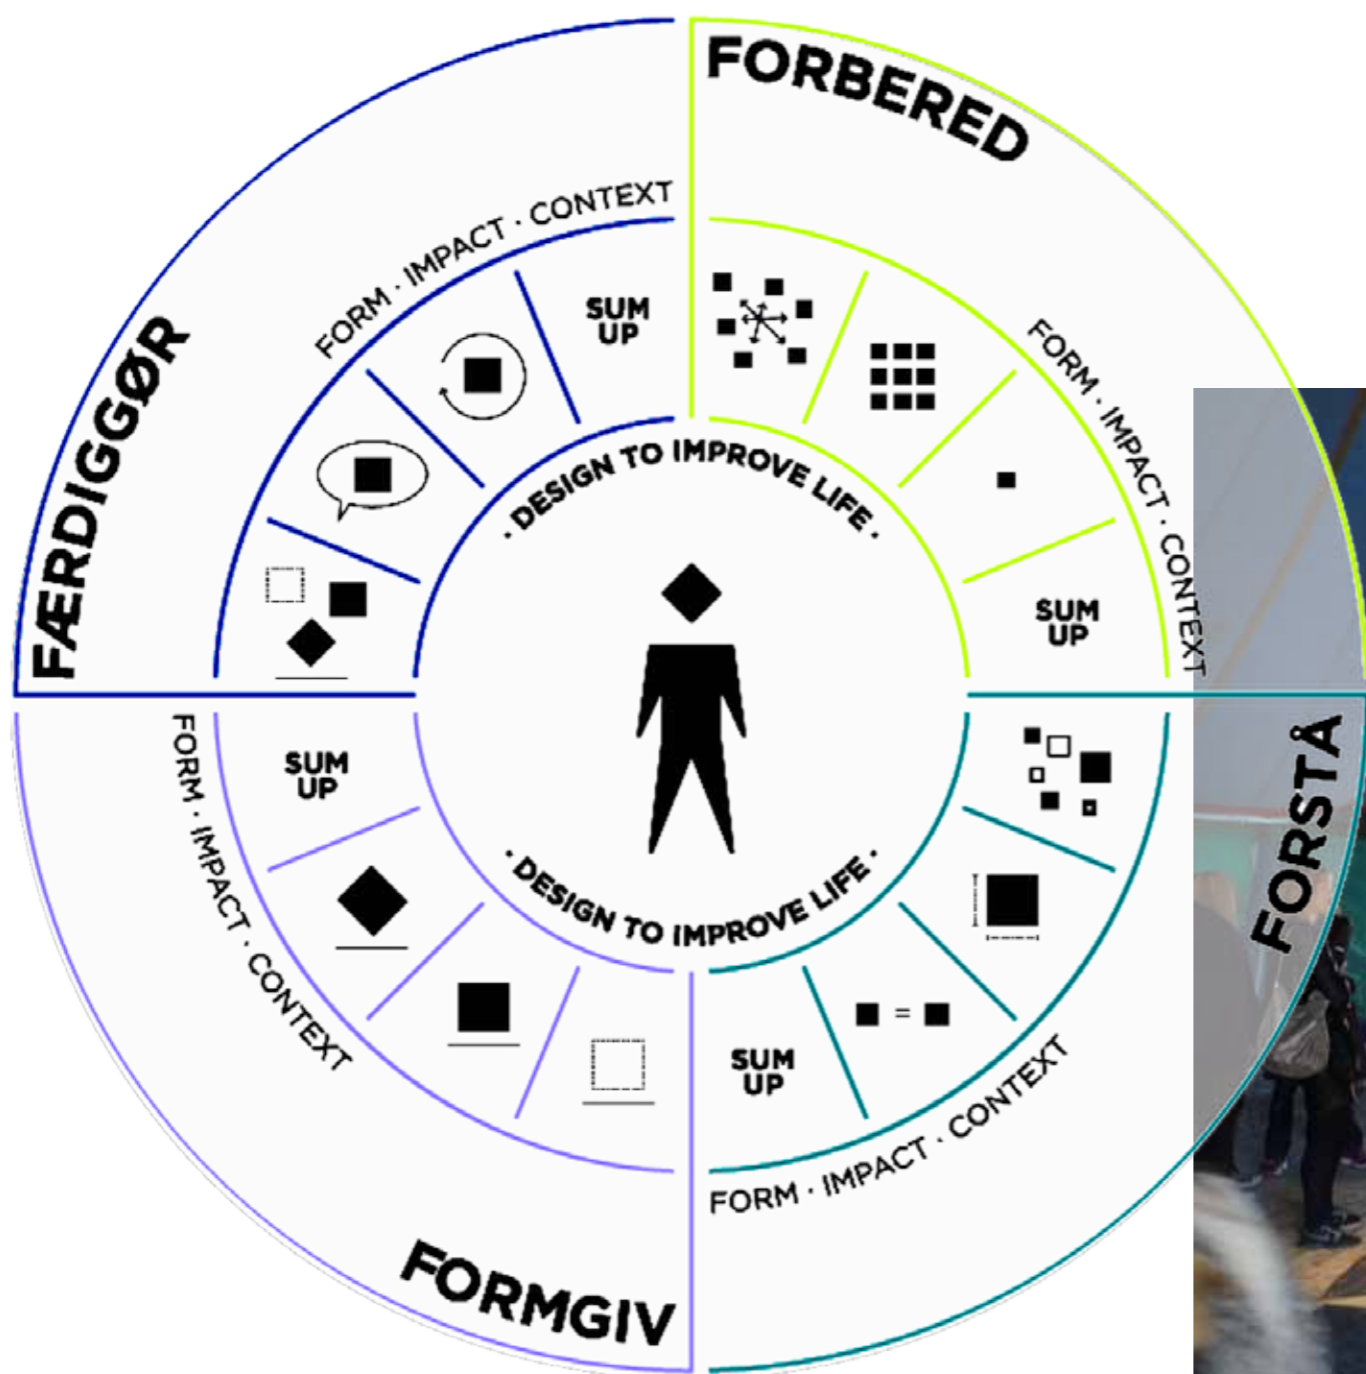 FORBERED
FORM · IMPACT · CONTEXT
SUM
UP
FORSTÅ
FORM · IMPACT · CONTEXT
=
SUM
UP
FORMGIV
FORM · IMPACT · CONTEXT
SUM
UP
FÆRDIGGØR
FORM · IMPACT · CONTEXT
SUM
UP
· DESIGN TO IMPROVE LIFE ·
· DESIGN TO IMPROVE LIFE ·